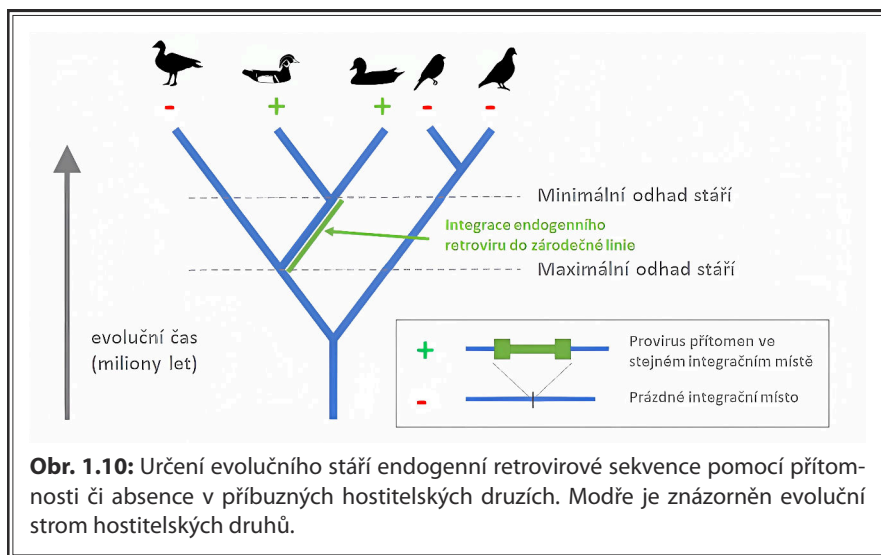 - + + - -
Minimální odhad stáří
Integrace endogenního
retroviru do zárodečné linie
Maximální odhad stáří
evoluční čas
(miliony let)
+ Provirus přítomen ve
stejném integračním místě
- Prázdné integrační místo
Obr. 1.10: Určení evolučního stáří endogenní retrovirové sekvence pomocí přítom-
nosti či absence v příbuzných hostitelských druzích. Modře je znázorněn evoluční
strom hostitelských druhů.